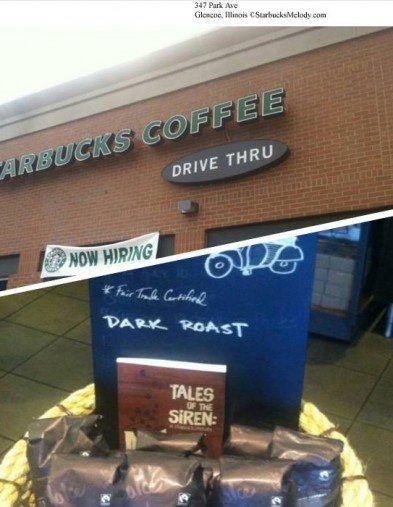 347 Park Ave
Glencoe, Illinois ©StarbucksMelody.com
TARBUCKS COFFEE
DRIVE THRU
NOW HIRING
* Fair Trade Certified
DARK ROAST
TALES
OF THE
SIREN: